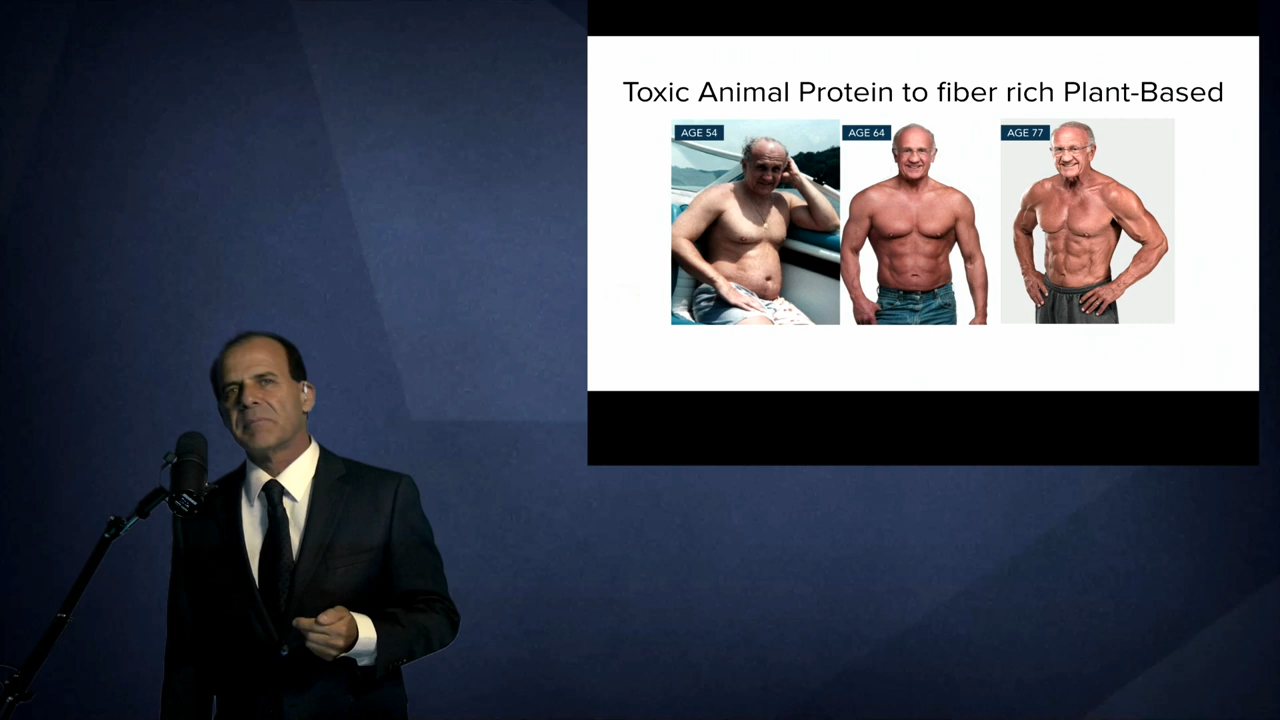 Toxic Animal Protein to fiber rich Plant-Based
AGE 54
AGE 64
AGE 77